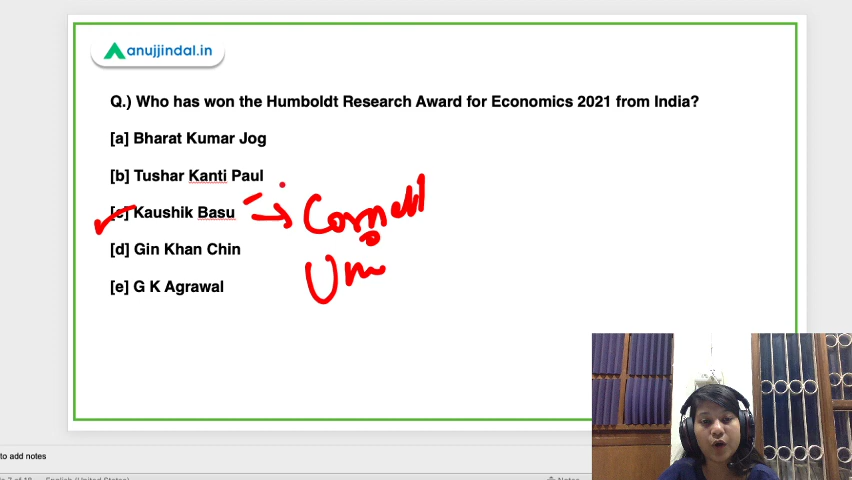 anujjindal.in
Q.) Who has won the Humboldt Research Award for Economics 2021 from India?
[a] Bharat Kumar Jog
[b] Tushar Kanti Paul
[c] Kaushik Basu
Cornell
[d] Gin Khan Chin
[e] G K Agrawal
to add notes
English (United States)
Notes